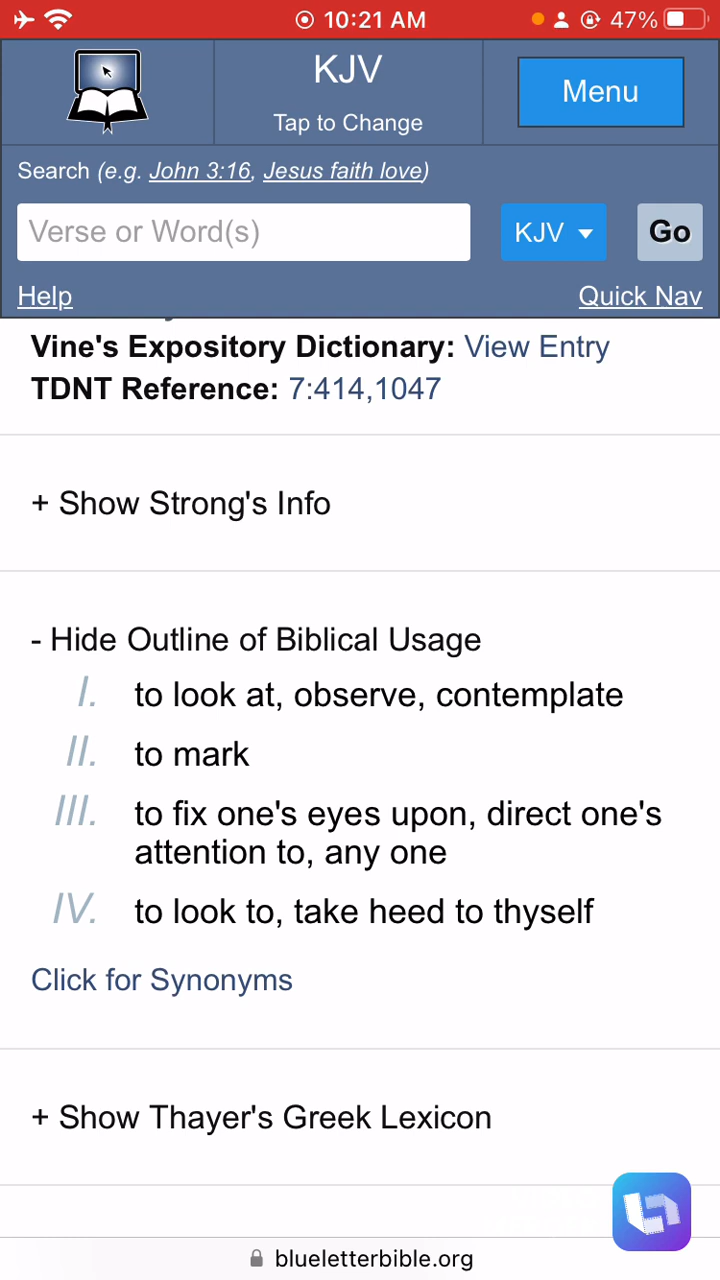 10:21 AM
47%
KJV
Tap to Change
Menu
Search (e.g. John 3:16, Jesus faith love)
Verse or Word(s)
KJV
Go
Help
Quick Nav
Vine's Expository Dictionary: View Entry
TDNT Reference: 7:414,1047
+ Show Strong's Info
- Hide Outline of Biblical Usage
I. to look at, observe, contemplate
II. to mark
III. to fix one's eyes upon, direct one's
attention to, any one
IV. to look to, take heed to thyself
Click for Synonyms
+ Show Thayer's Greek Lexicon
blueletterbible.org